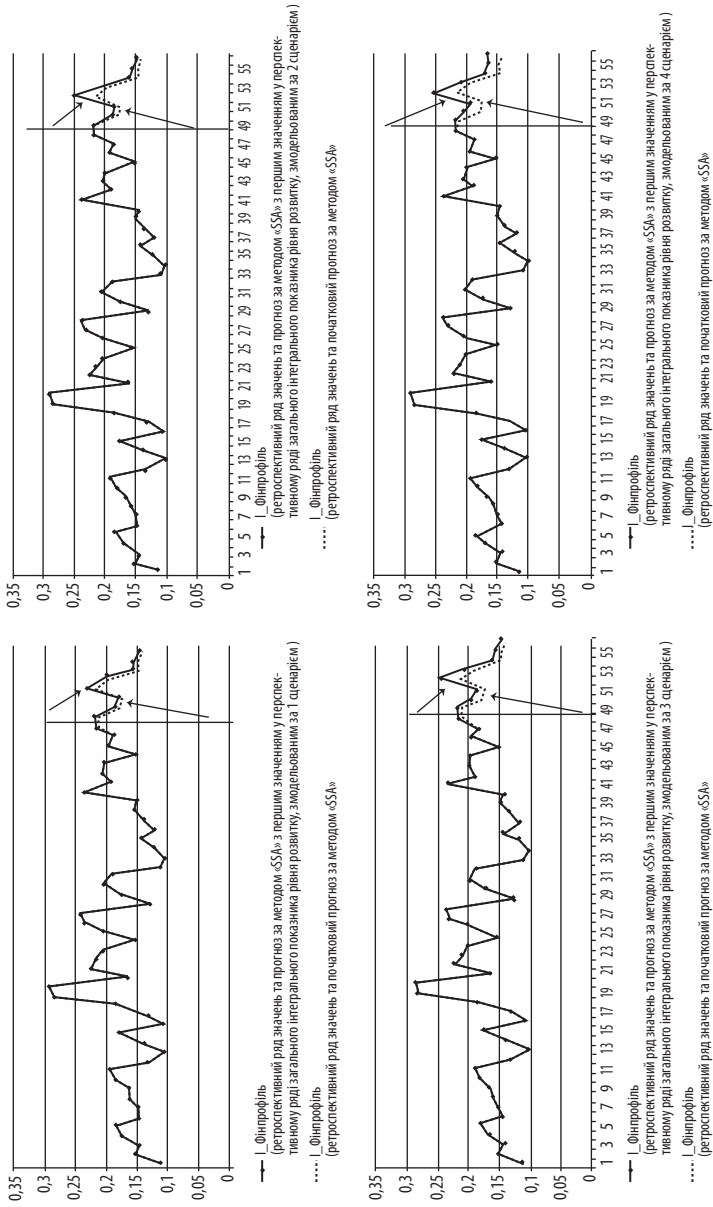 0,35
0,3
0,25
0,2
0,15
0,1
0,05
0
1 3 5 7 9 11 13 15 17 19 21 23 25 27 29 31 33 35 37 39 41 43 45 47 49 51 53 55
І_Фінпрофіль
(ретроспективний ряд значень та прогноз за методом «SSA» з першим значенням у перспек-
тивному ряді загального інтегрального показника рівня розвитку, змодельованим за 1 сценарієм )
І_Фінпрофіль
(ретроспективний ряд значень та початковий прогноз за методом «SSA»
0,35
0,3
0,25
0,2
0,15
0,1
0,05
0
1 3 5 7 9 11 13 15 17 19 21 23 25 27 29 31 33 35 37 39 41 43 45 47 49 51 53 55
І_Фінпрофіль
(ретроспективний ряд значень та прогноз за методом «SSA» з першим значенням у перспек-
тивному ряді загального інтегрального показника рівня розвитку, змодельованим за 2 сценарієм )
І_Фінпрофіль
(ретроспективний ряд значень та початковий прогноз за методом «SSA»
0,35
0,3
0,25
0,2
0,15
0,1
0,05
0
1 3 5 7 9 11 13 15 17 19 21 23 25 27 29 31 33 35 37 39 41 43 45 47 49 51 53 55
І_Фінпрофіль
(ретроспективний ряд значень та прогноз за методом «SSA» з першим значенням у перспек-
тивному ряді загального інтегрального показника рівня розвитку, змодельованим за 3 сценарієм )
І_Фінпрофіль
(ретроспективний ряд значень та початковий прогноз за методом «SSA»
0,35
0,3
0,25
0,2
0,15
0,1
0,05
0
1 3 5 7 9 11 13 15 17 19 21 23 25 27 29 31 33 35 37 39 41 43 45 47 49 51 53 55
І_Фінпрофіль
(ретроспективний ряд значень та прогноз за методом «SSA» з першим значенням у перспек-
тивному ряді загального інтегрального показника рівня розвитку, змодельованим за 4 сценарієм )
І_Фінпрофіль
(ретроспективний ряд значень та початковий прогноз за методом «SSA»